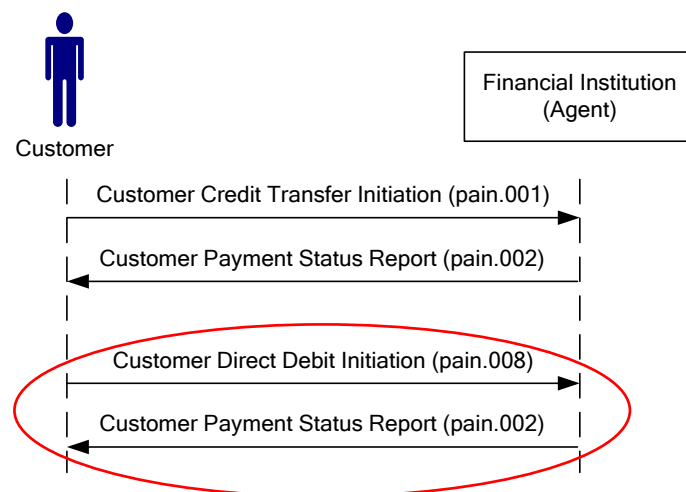 Financial Institution
(Agent)
Customer
Customer Credit Transfer Initiation (pain.001)
Customer Payment Status Report (pain.002)
Customer Direct Debit Initiation (pain.008)
Customer Payment Status Report (pain.002)